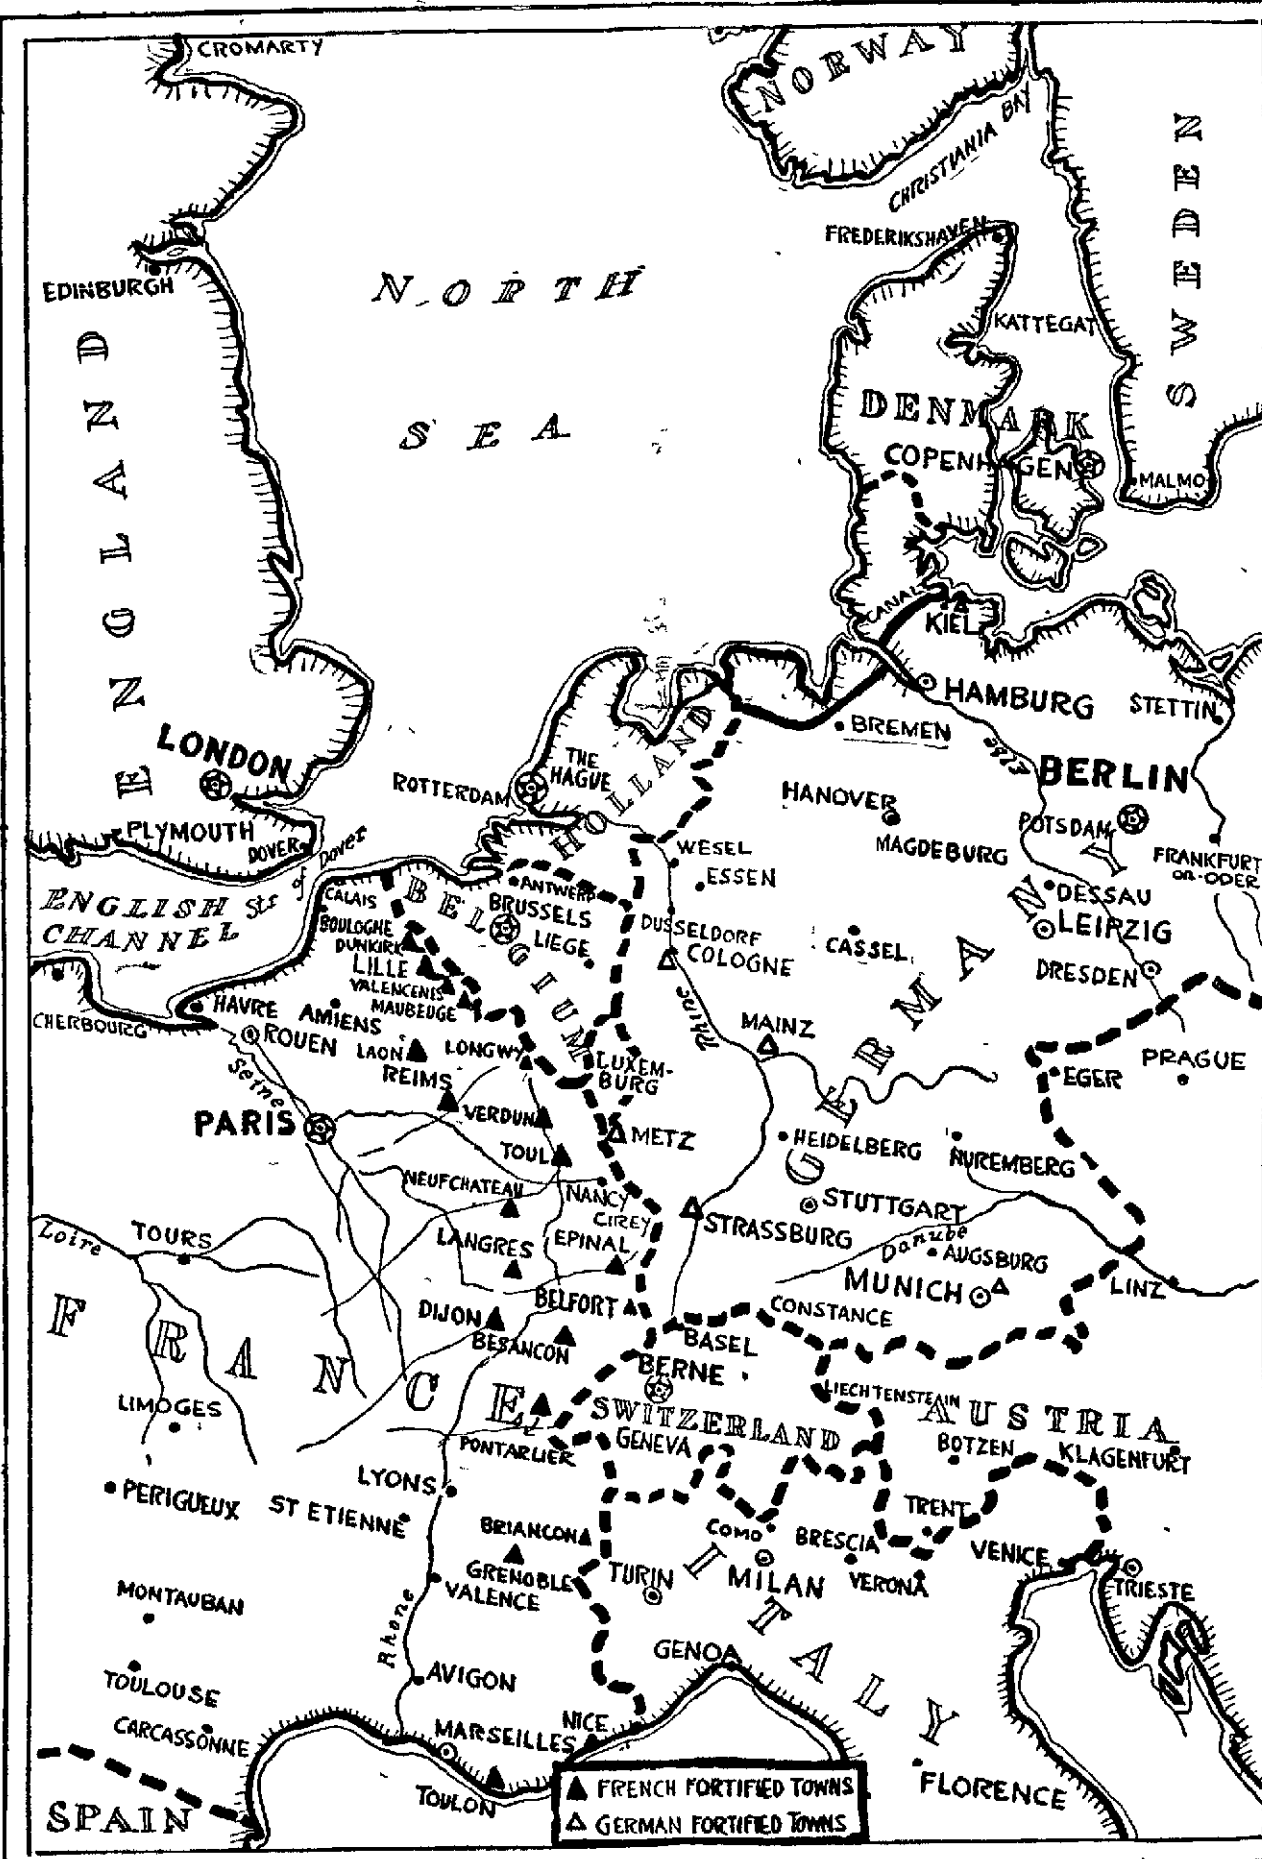 CROMARTY
NORWAY
CHRISTIANIA BAY
SWEDEN
FREDERIKSHAVEN
EDINBURGH
NORTH
SEA
KATTEGAT
ENGLAND
DENMARK
COPENHAGEN
MALMO
CANAL
KIEL
HAMBURG
STETTIN
BREMEN
LONDON
THE
HAGUE
ROTTERDAM
HOLLAND
BERLIN
HANOVER
POTSDAM
PLYMOUTH
DOVER
Str of Dover
WESEL
MAGDEBURG
FRANKFURT
ON-ODER
ESSEN
ENGLISH
CHANNEL
CALAIS
BELGIUM
ANTWERP
BRUSSELS
DESSAU
LEIPZIG
BOULOGNE
DUNKIRK
LIEGE
DUSSELDORF
COLOGNE
CASSEL
GERMANY
LILLE
VALENCENIS
MAUBEUGE
DRESDEN
CHERBOURG
HAVRE
AMIENS
ROUEN
LAON
LONGWY
Rhine
MAINZ
LUXEM-
BURG
PRAGUE
EGER
Seine
REIMS
PARIS
VERDUN
METZ
HEIDELBERG
NUREMBERG
TOUL
NEUFCHATEAU
NANCY
CIREY
STUTTGART
STRASSBURG
Loire
TOURS
LANGRES
EPINAL
Danube
AUGSBURG
MUNICH
LINZ
FRANCE
DIJON
BELFORT
CONSTANCE
BESANCON
BASEL
BERNE
LIECHTENSTEAIN
AUSTRIA
LIMOGES
SWITZERLAND
GENEVA
PONTARLIER
BOTZEN
KLAGENFURT
LYONS
PERIGUEUX
ST ETIENNE
TRENT
BRIANCON
COMO
BRESCIA
VENICE
GRENOBLE
TURIN
MILAN
VERONA
TRIESTE
VALENCE
MONTAUBAN
Rhone
ITALY
GENOA
TOULOUSE
AVIGON
CARCASSONNE
MARSEILLES
NICE
FLORENCE
TOULON
SPAIN
FRENCH FORTIFIED TOWNS
GERMAN FORTIFIED TOWNS